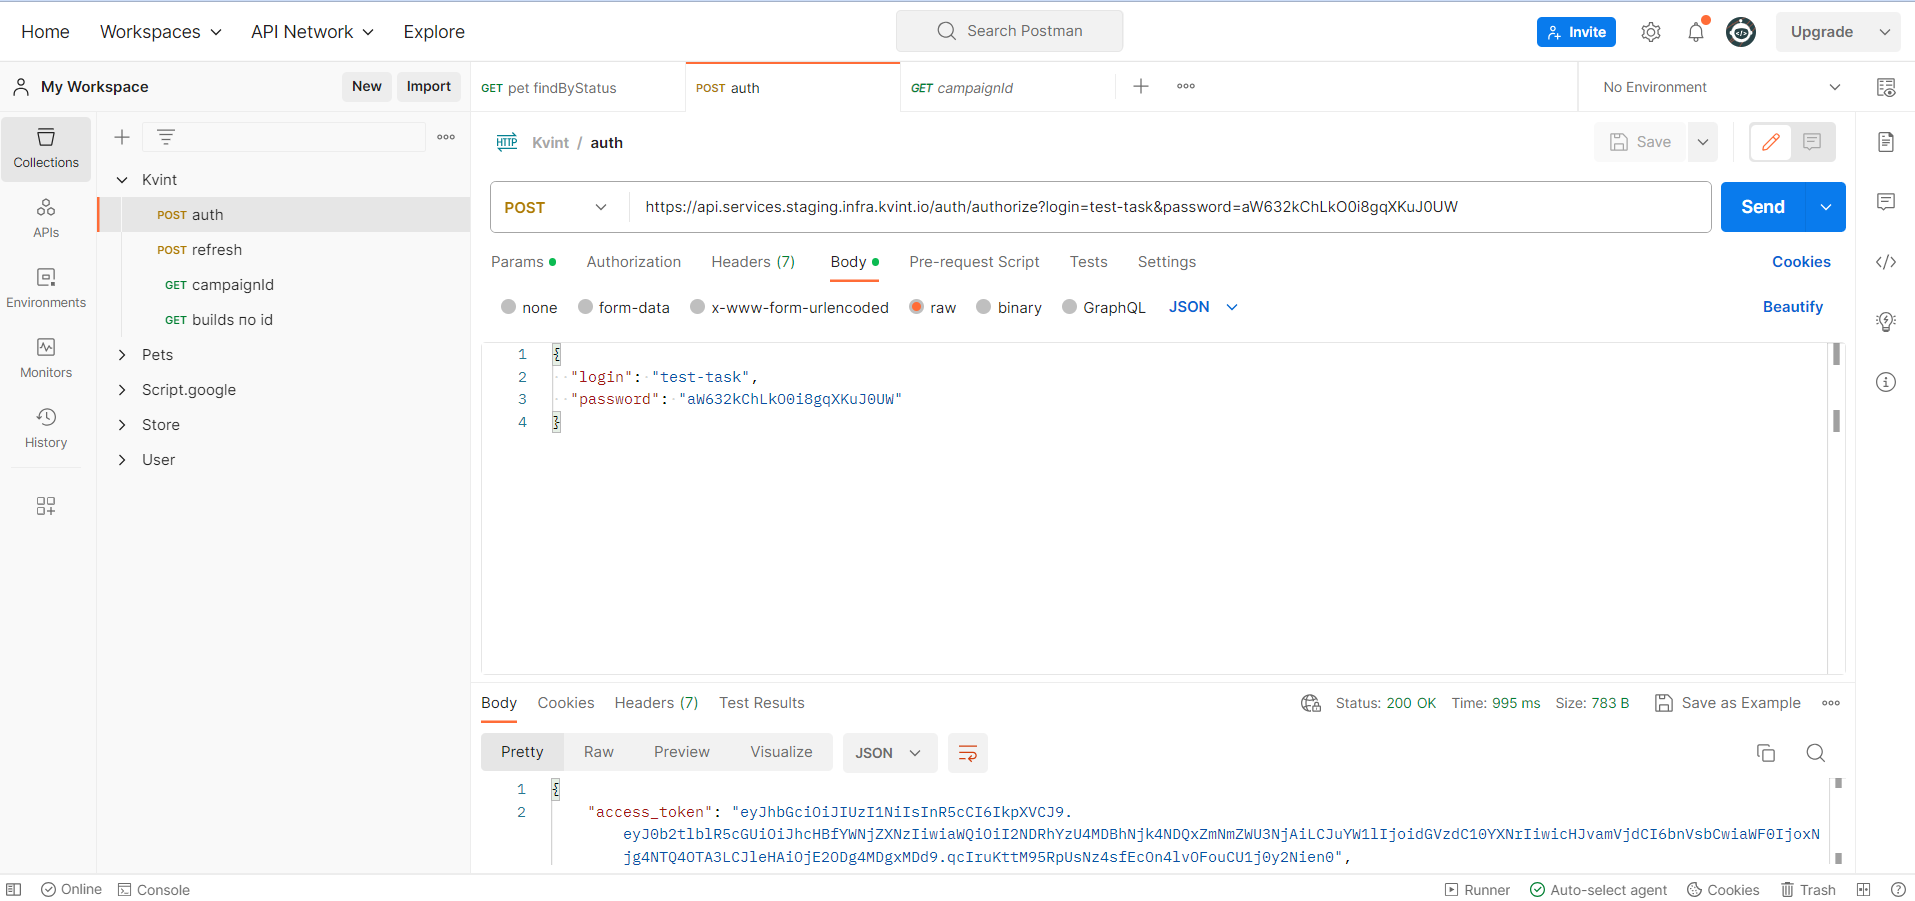 Home Workspaces API Network Explore Search Postman Invite Upgrade
My Workspace New Import GET pet findByStatus POST auth GET campaignId No Environment
Collections
APIs
Environments
Monitors
History
Kvint
POST auth
POST refresh
GET campaignId
GET builds по id
Pets
Script.google
Store
User
HTTP Kvint / auth Save
POST https://api.services.staging.infra.kvint.io/auth/authorize?login=test-task&password=aW632kChLkO0i8gqXKuJ0UW Send
Params Authorization Headers (7) Body Pre-request Script Tests Settings Cookies
none form-data x-www-form-urlencoded raw binary GraphQL JSON Beautify
1 {
2 "login": "test-task",
3 "password": "aW632kChLkO0i8gqXKuJ0UW"
4 }
Body Cookies Headers (7) Test Results Status: 200 OK Time: 995 ms Size: 783 B Save as Example
Pretty Raw Preview Visualize JSON
1 {
2 "access_token": "eyJhbGciOiJIUzI1NiIsInR5cCI6IkpXVCJ9.
eyJ0b2tlblR5cGUiOiJhcHBfYWNjZXNzIiwiaWQiOiI2NDRhYzU4MDBhNjk4NDQxZmNmZWU3NjAiLCJuYW1lIjoidGVzdC10YXNrIiwicHJvamVjdCI6bnVsbCwiaWF0IjoxN
jg4NTQ4OTA3LCJleHAiOjE2ODg4MDgxMDd9.qcIruKttM95RpUsNz4sfEcOn4lvOFouCU1j0y2Nien0",
Online Console Runner Auto-select agent Cookies Trash